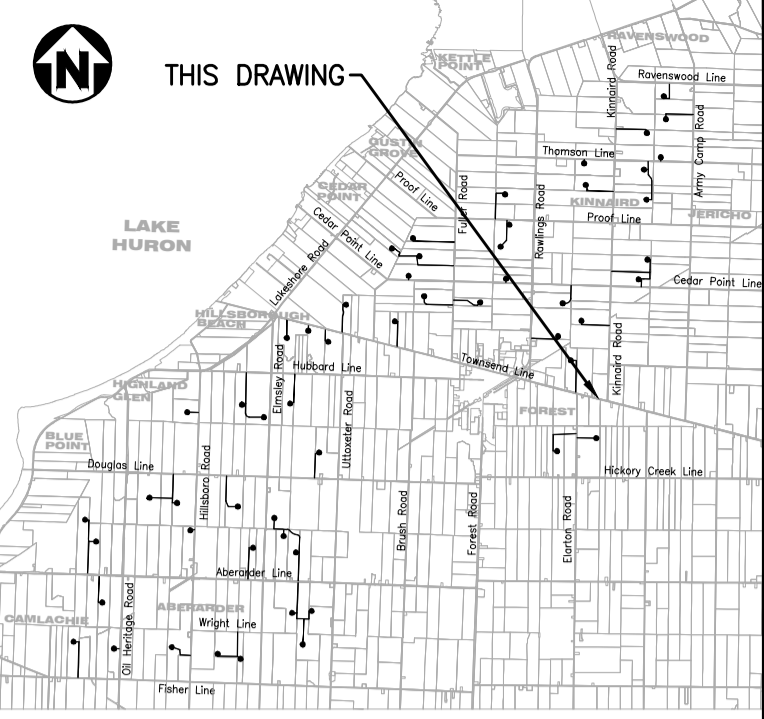 N
THIS DRAWING
RAVENSWOOD
KETTLE
POINT
Ravenswood Line
Kinnaird Road
Army Camp Road
GUSTIN
GROVE
Thomson Line
CEDAR
POINT
Proof Line
Fuller Road
Rawlings Road
KINNAIRD
Proof Line
JERICHO
LAKE
HURON
Cedar Point Line
Lakeshore Road
Cedar Point Line
HILLSBOROUGH
BEACH
Elmsley Road
Hubbard Line
Townsend Line
Kinnaird Road
HIGHLAND
GLEN
Uttoxeter Road
FOREST
BLUE
POINT
Douglas Line
Hillsboro Road
Hickory Creek Line
Brush Road
Forest Road
Elarton Road
Aberarder Line
CAMLACHIE
Oil Heritage Road
ABERARDER
Wright Line
Fisher Line